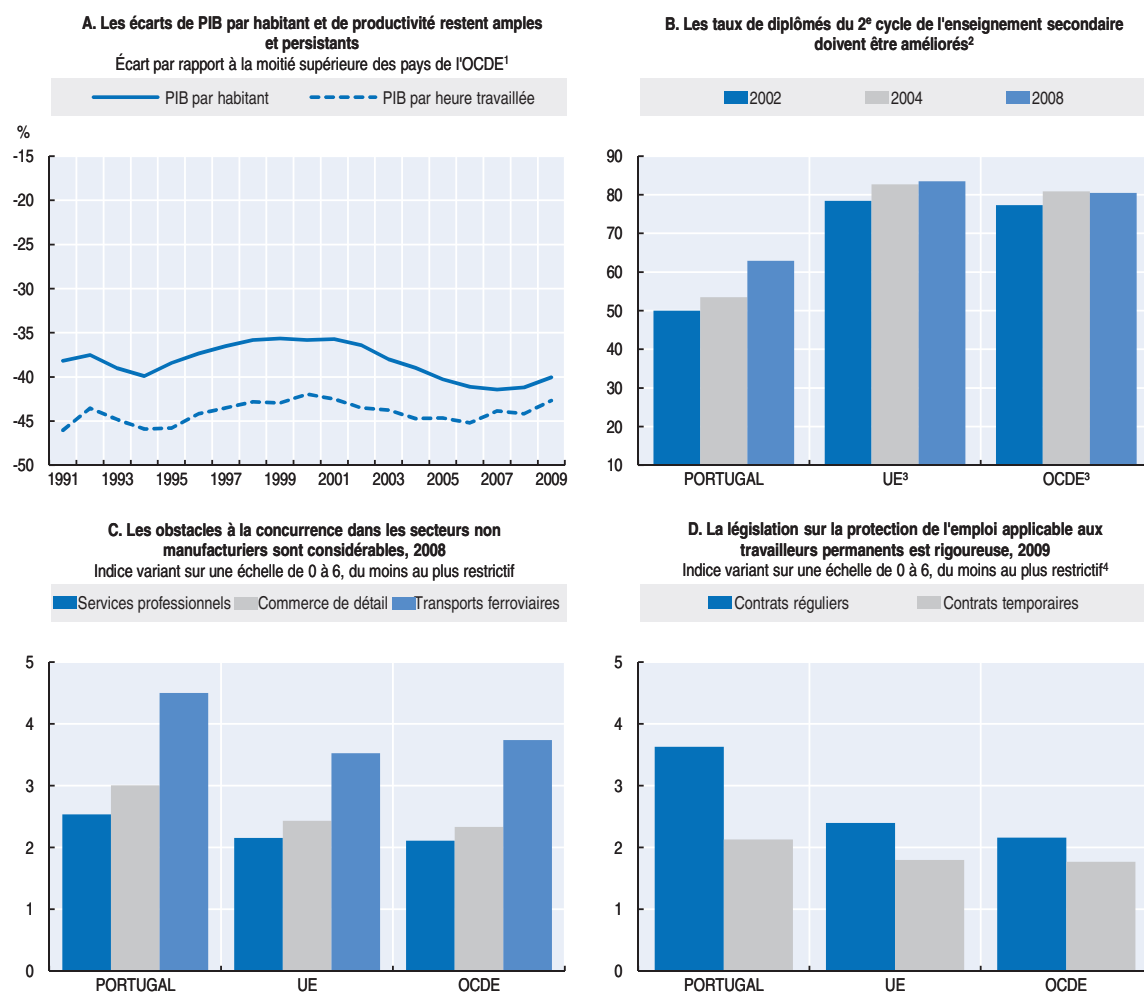 A. Les écarts de PIB par habitant et de productivité restent amples
et persistants
Écart par rapport à la moitié supérieure des pays de l'OCDE¹
PIB par habitant PIB par heure travaillée
%
-15
-20
-25
-30
-35
-40
-45
-50
1991 1993 1995 1997 1999 2001 2003 2005 2007 2009
B. Les taux de diplômés du 2ᵉ cycle de l'enseignement secondaire
doivent être améliorés²
2002 2004 2008
90
80
70
60
50
40
30
20
10
PORTUGAL UE³ OCDE³
C. Les obstacles à la concurrence dans les secteurs non
manufacturiers sont considérables, 2008
Indice variant sur une échelle de 0 à 6, du moins au plus restrictif
Services professionnels Commerce de détail Transports ferroviaires
5
4
3
2
1
0
PORTUGAL UE OCDE
D. La législation sur la protection de l'emploi applicable aux
travailleurs permanents est rigoureuse, 2009
Indice variant sur une échelle de 0 à 6, du moins au plus restrictif⁴
Contrats réguliers Contrats temporaires
5
4
3
2
1
0
PORTUGAL UE OCDE